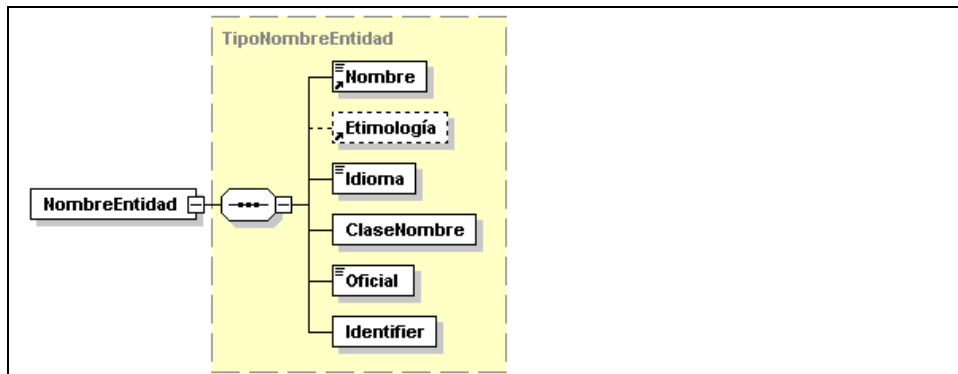 TipoNombreEntidad
Nombre
Etimología
Idioma
NombreEntidad
ClaseNombre
Oficial
Identifier